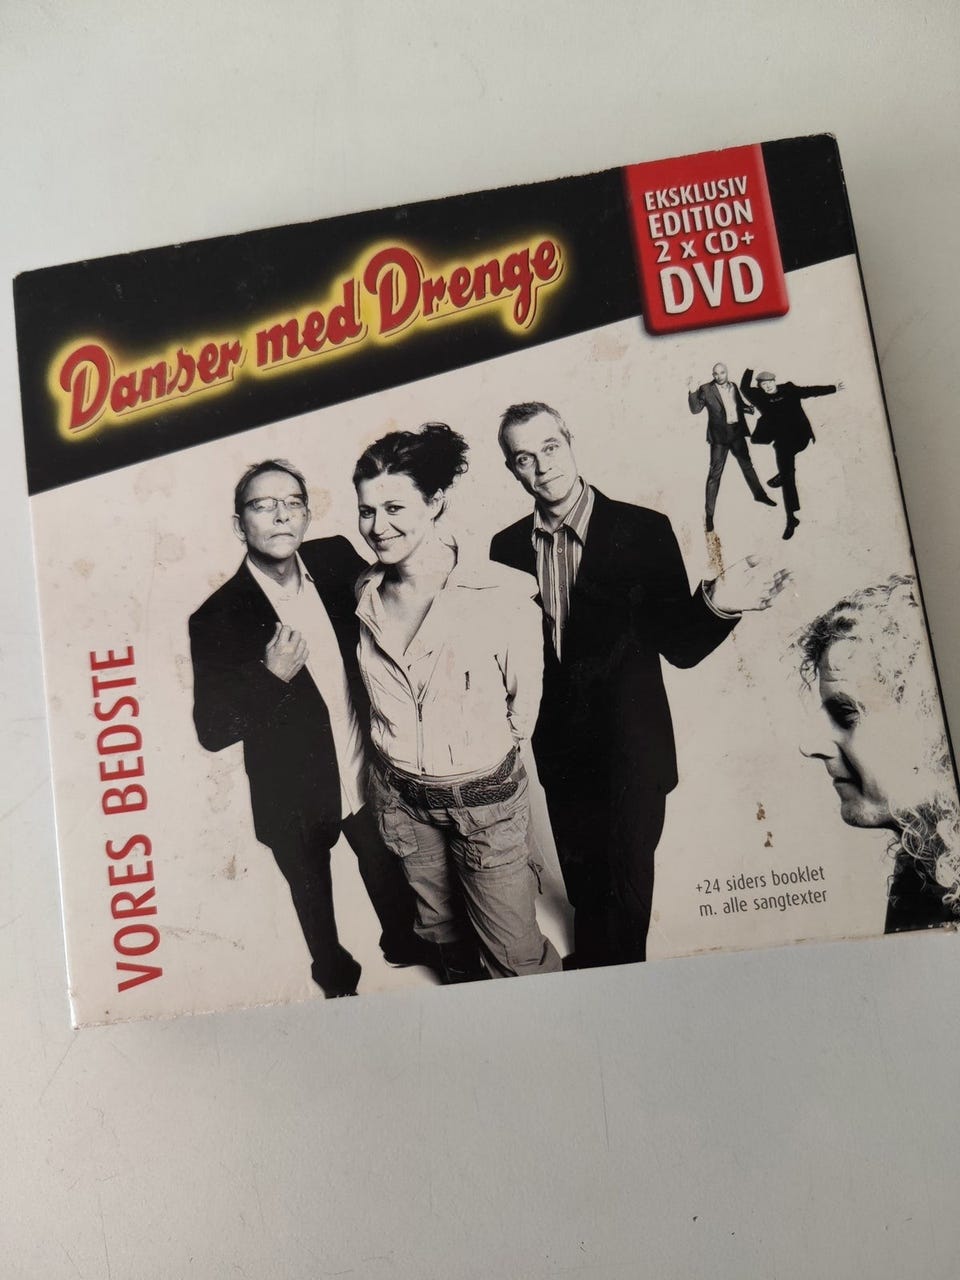 Danser med Drenge
EKSKLUSIV
EDITION
2 x CD+
DVD
VORES BEDSTE
+24 siders booklet
m. alle sangtexter